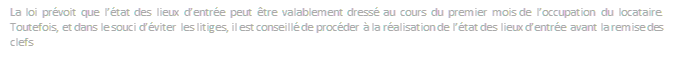 La loi prévoit que l'état des lieux d'entrée peut être valablement dressé au cours du premier mois de l'occupation du locataire.
Toutefois, et dans le souci d'éviter les litiges, il est conseillé de procéder à la réalisation de l'état des lieux d'entrée avant la remise des
clefs